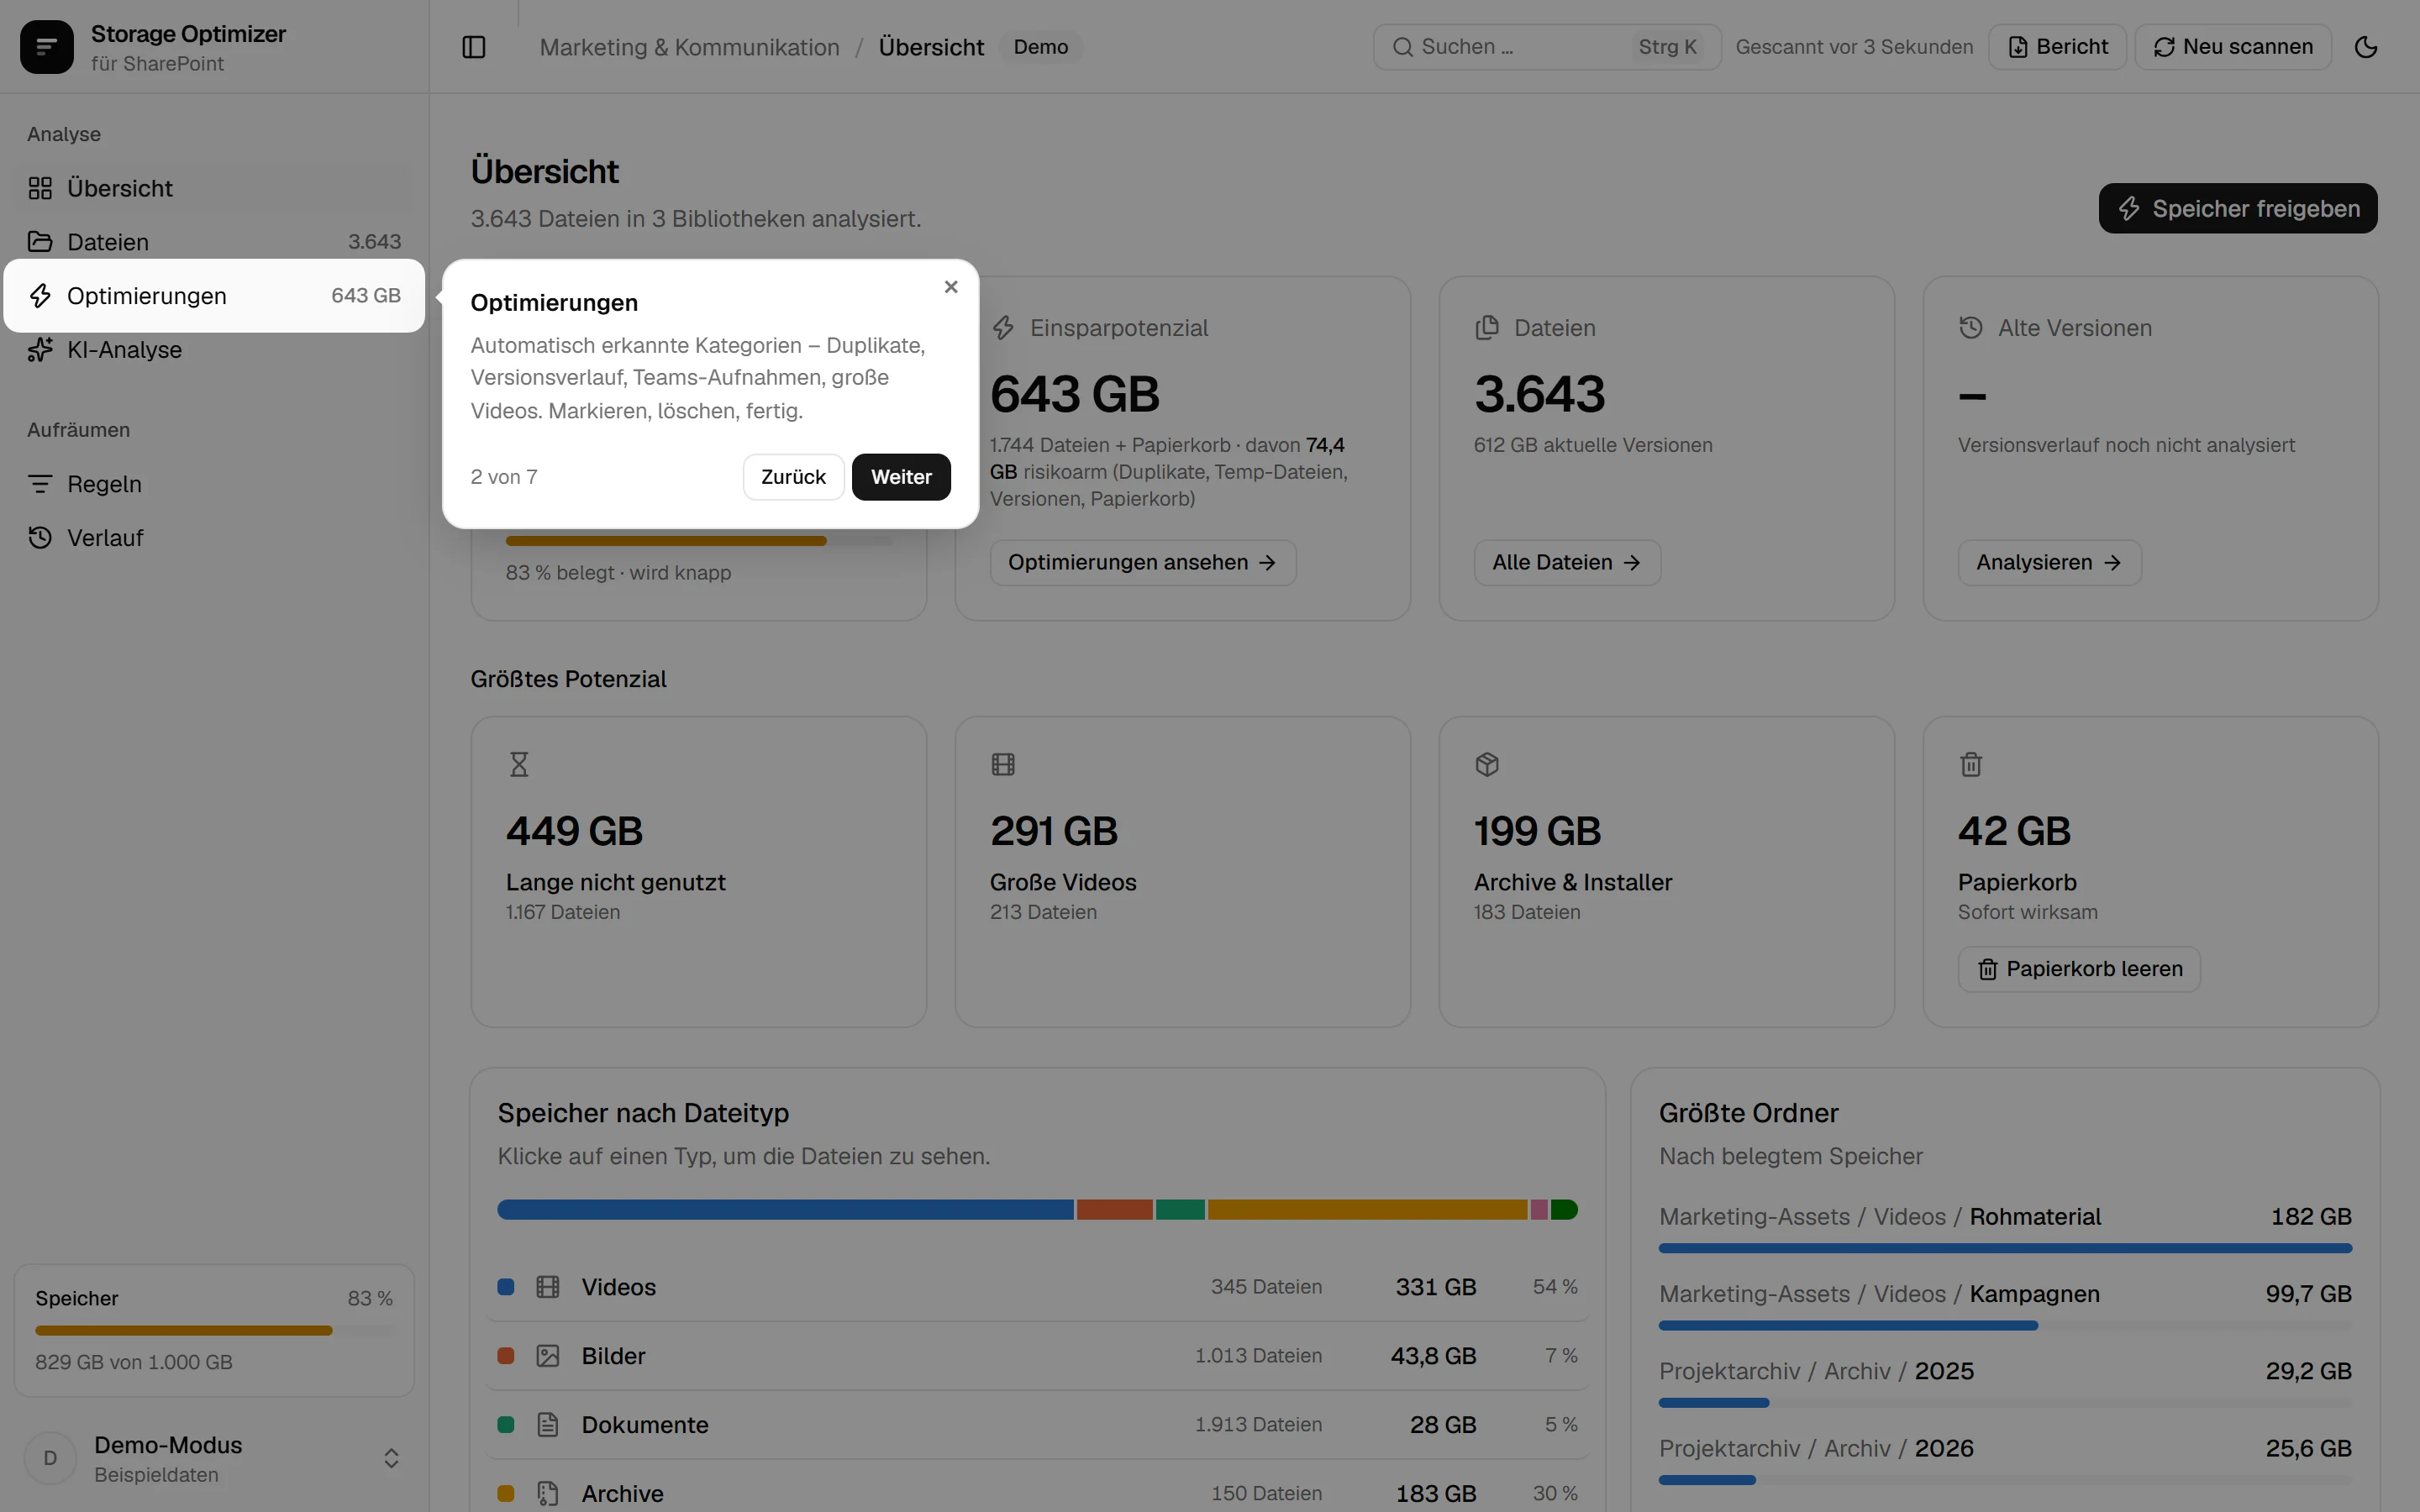 Storage Optimizer
für SharePoint
Marketing & Kommunikation / Übersicht Demo
Suchen ... Strg K
Gescannt vor 3 Sekunden
Bericht
Neu scannen
Analyse
Übersicht
Dateien 3.643
Optimierungen 643 GB
KI-Analyse
Aufräumen
Regeln
Verlauf
Speicher 83 %
829 GB von 1.000 GB
D
Demo-Modus
Beispieldaten
Übersicht
3.643 Dateien in 3 Bibliotheken analysiert.
Speicher freigeben
Optimierungen
Automatisch erkannte Kategorien – Duplikate,
Versionsverlauf, Teams-Aufnahmen, große
Videos. Markieren, löschen, fertig.
2 von 7
Zurück
Weiter
83 % belegt · wird knapp
Einsparpotenzial
643 GB
1.744 Dateien + Papierkorb · davon 74,4
GB risikoarm (Duplikate, Temp-Dateien,
Versionen, Papierkorb)
Optimierungen ansehen
Dateien
3.643
612 GB aktuelle Versionen
Alle Dateien
Alte Versionen
–
Versionsverlauf noch nicht analysiert
Analysieren
Größtes Potenzial
449 GB
Lange nicht genutzt
1.167 Dateien
291 GB
Große Videos
213 Dateien
199 GB
Archive & Installer
183 Dateien
42 GB
Papierkorb
Sofort wirksam
Papierkorb leeren
Speicher nach Dateityp
Klicke auf einen Typ, um die Dateien zu sehen.
Videos 345 Dateien 331 GB 54 %
Bilder 1.013 Dateien 43,8 GB 7 %
Dokumente 1.913 Dateien 28 GB 5 %
Archive 150 Dateien 183 GB 30 %
Größte Ordner
Nach belegtem Speicher
Marketing-Assets / Videos / Rohmaterial 182 GB
Marketing-Assets / Videos / Kampagnen 99,7 GB
Projektarchiv / Archiv / 2025 29,2 GB
Projektarchiv / Archiv / 2026 25,6 GB